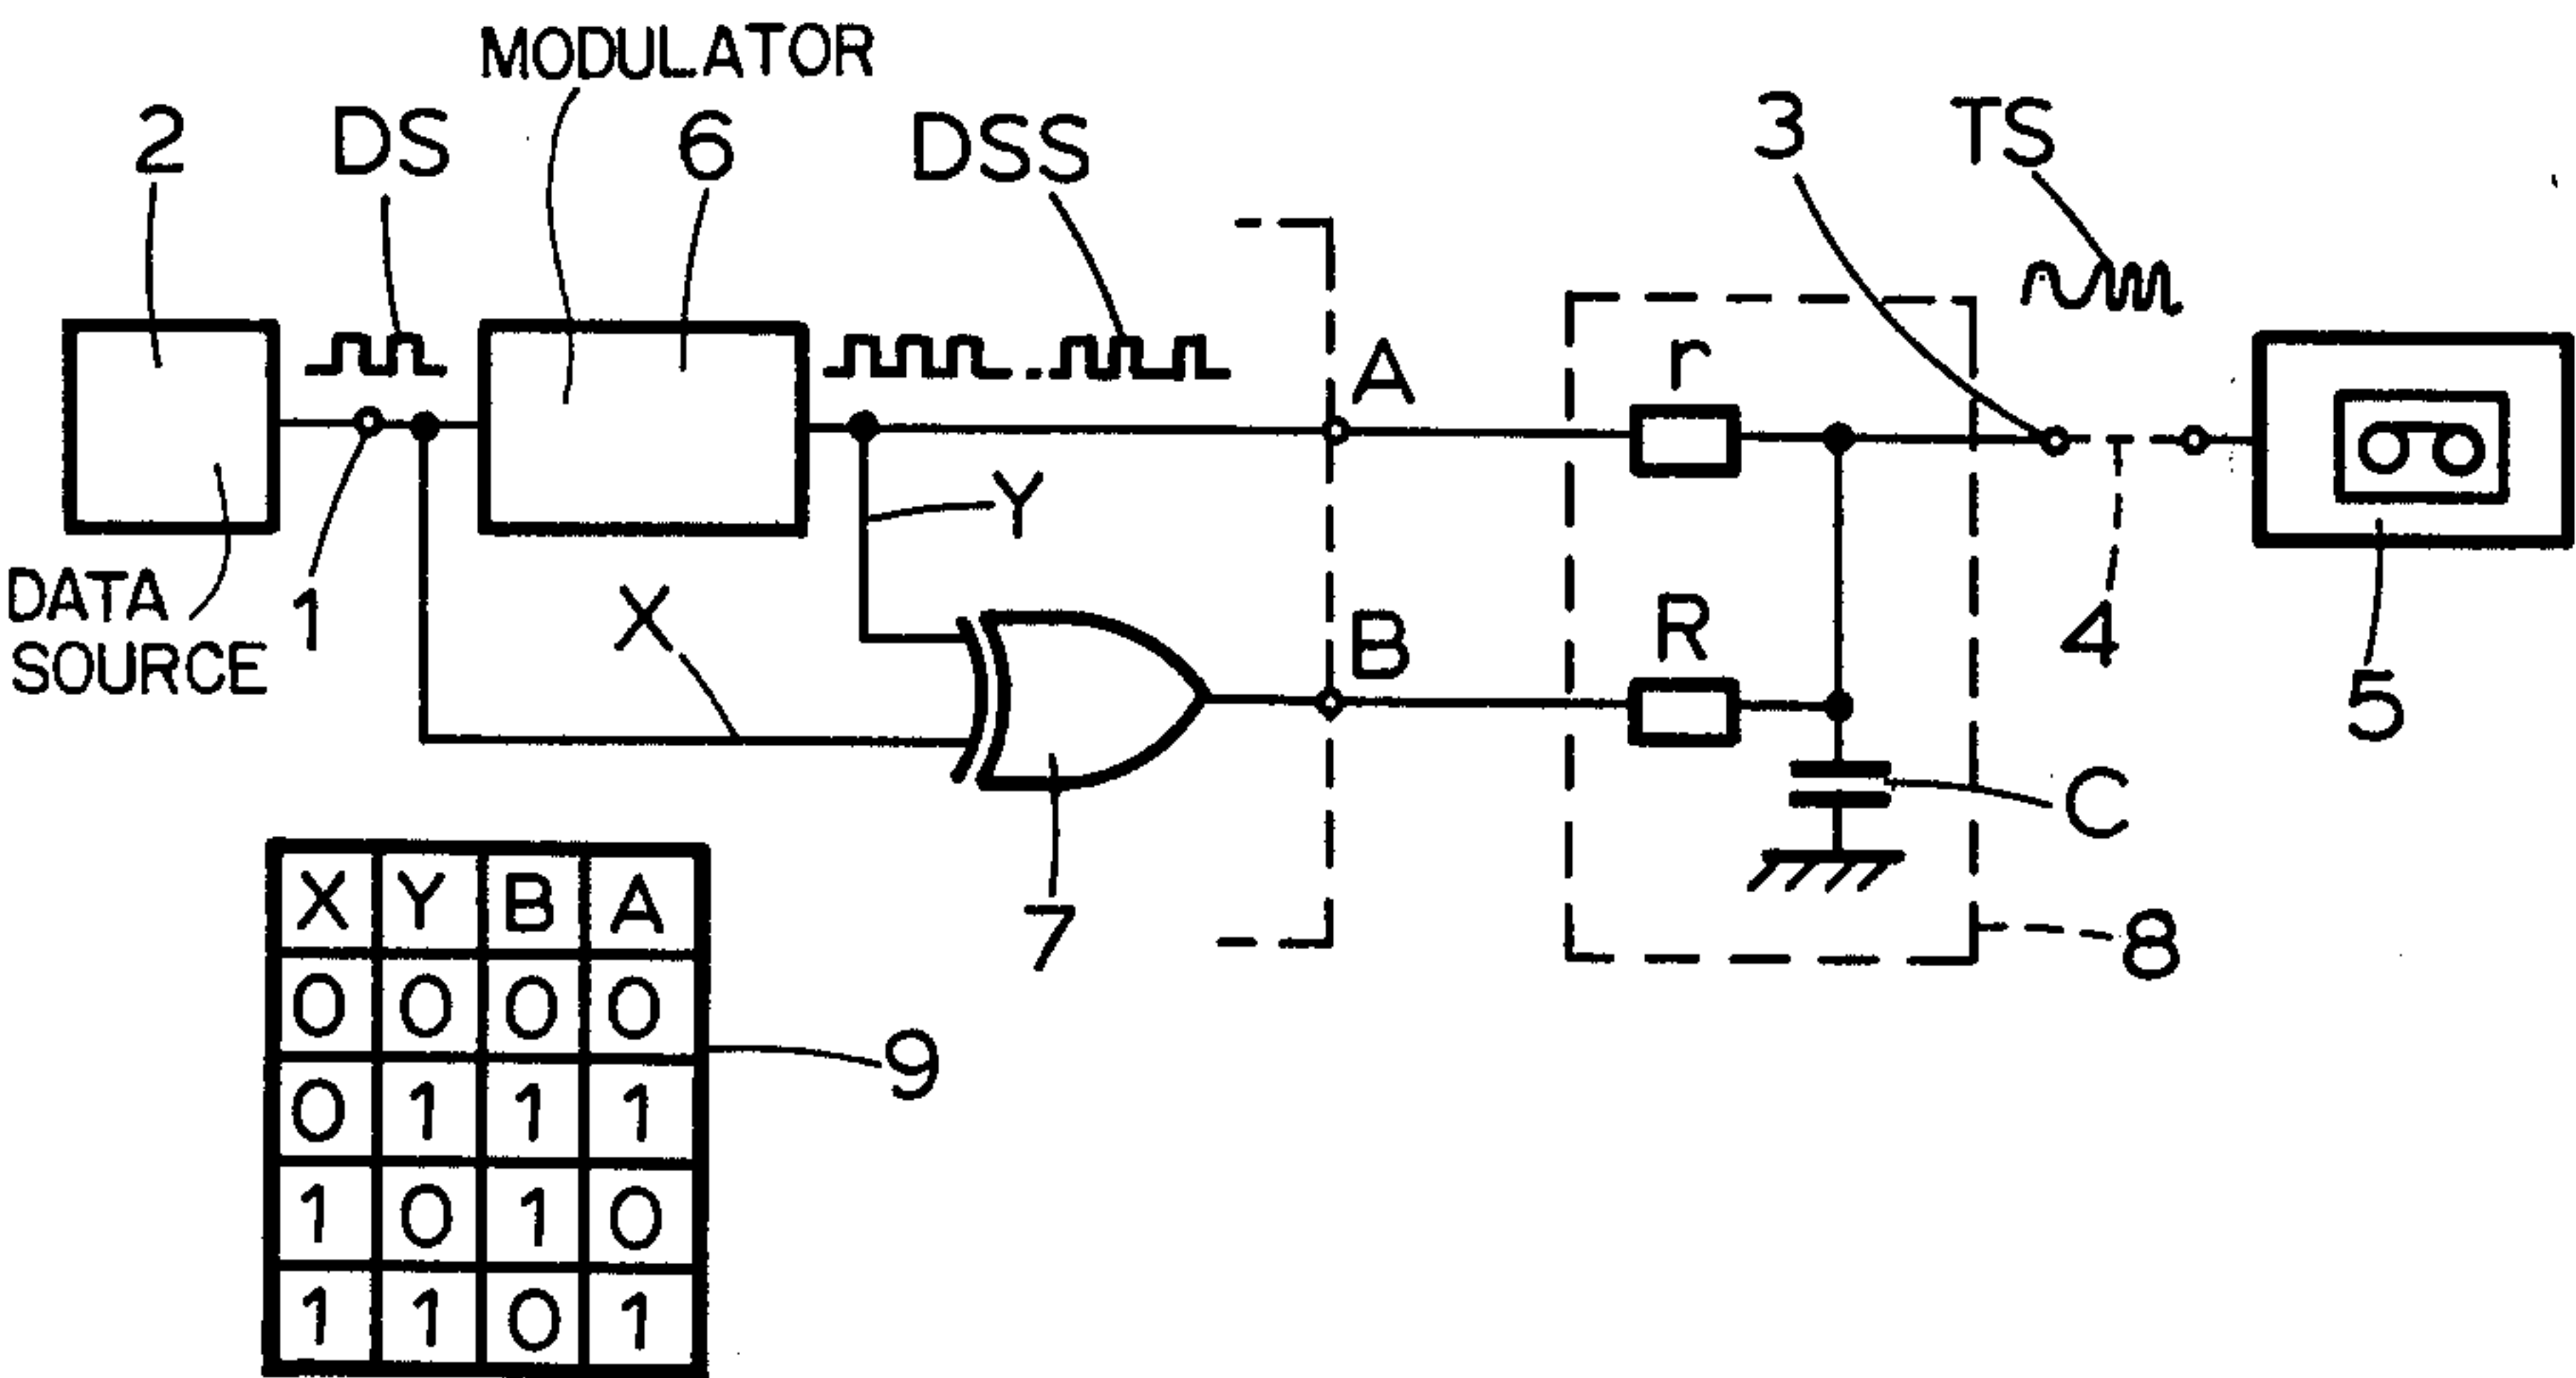 MODULATOR
2 DS 6 DSS 3 TS
A r
Y
DATA
SOURCE
1 X B R 4 5
C
7 8
X Y B A
0 0 0 0
0 1 1 1
1 0 1 0
1 1 0 1
9